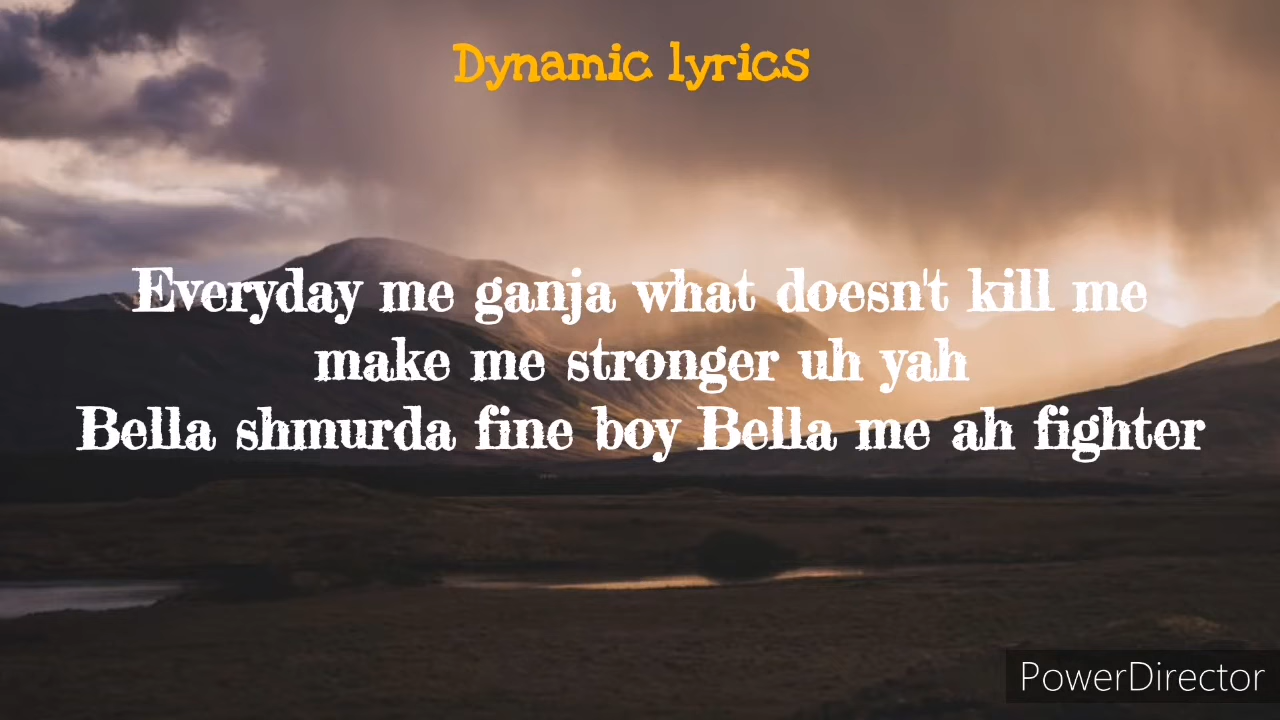 Dynamic lyrics
Everyday me ganja what doesn't kill me
make me stronger uh yah
Bella shmurda fine boy Bella me ah fighter
PowerDirector